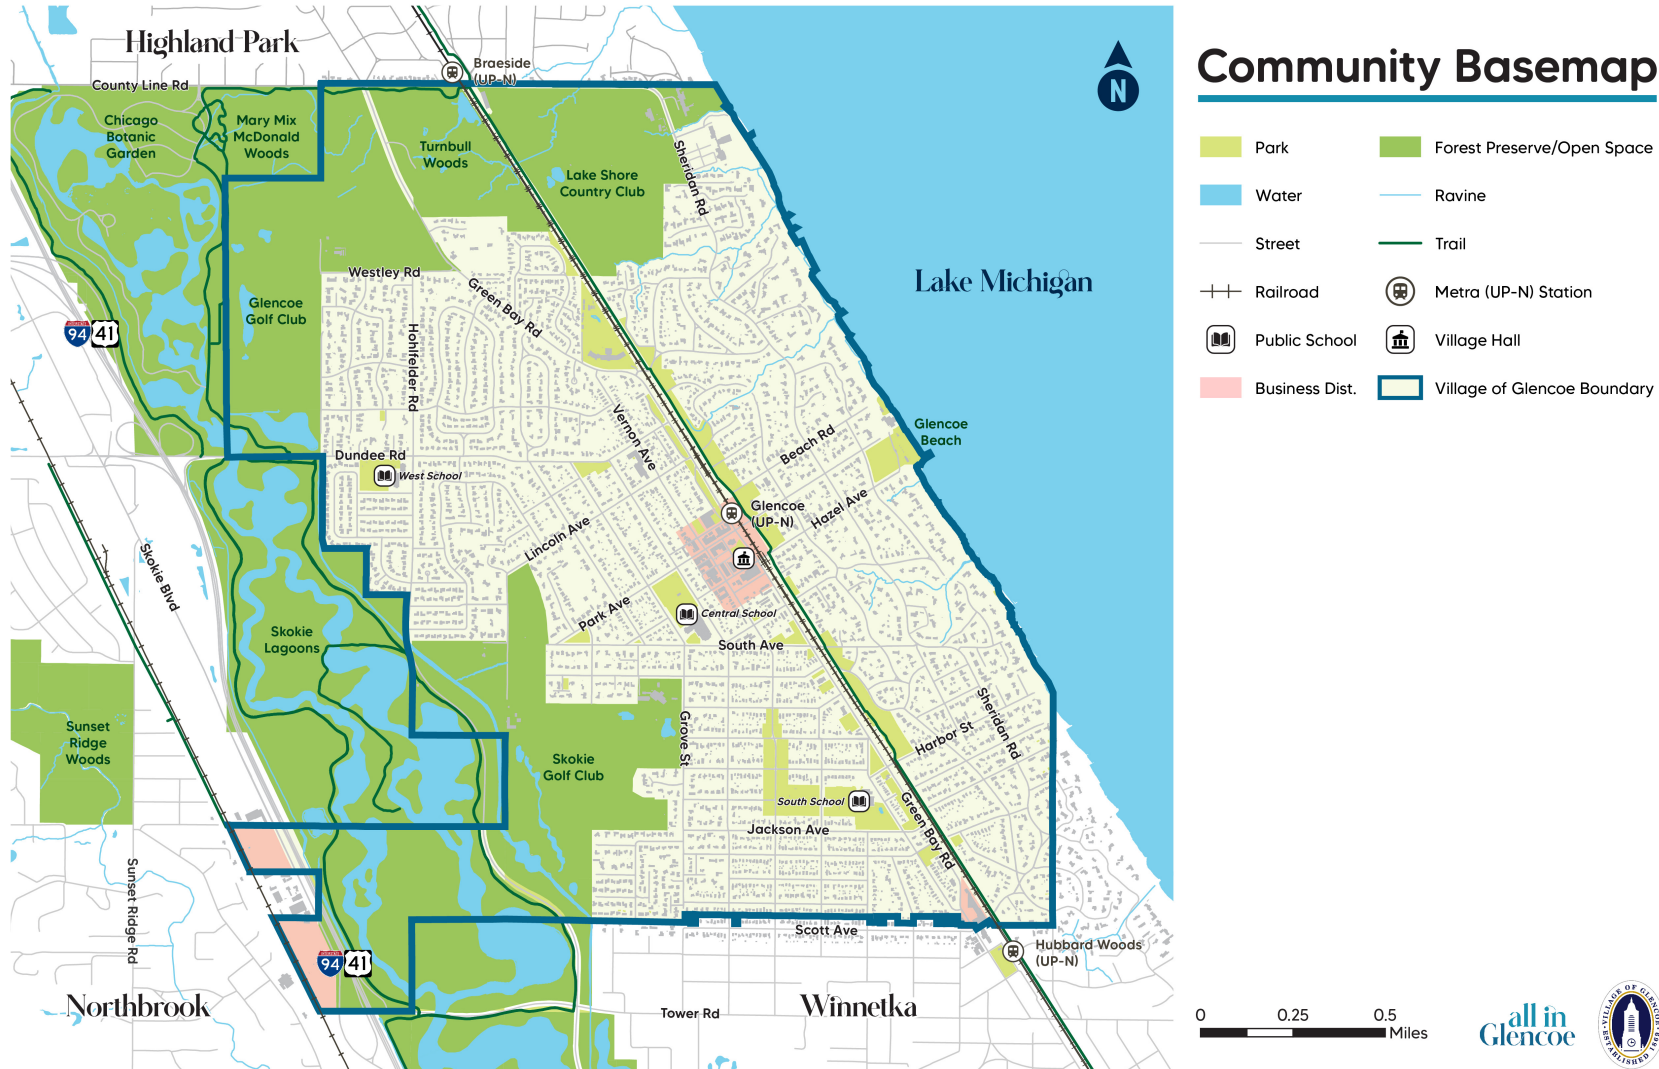 Highland Park
Braeside
(UP-N)
County Line Rd
Chicago
Botanic
Garden
Mary Mix
McDonald
Woods
Turnbull
Woods
Lake Shore
Country Club
Sheridan Rd
N
Community Basemap
Park
Water
Street
Railroad
Public School
Business Dist.
Forest Preserve/Open Space
Ravine
Trail
Metra (UP-N) Station
Village Hall
Village of Glencoe Boundary
Lake Michigan
Westley Rd
Green Bay Rd
Glencoe
Golf Club
94
41
Hohlfelder Rd
Vernon Ave
Beach Rd
Glencoe
Beach
Dundee Rd
West School
Glencoe
(UP-N)
Hazel Ave
Lincoln Ave
Skokie Blvd
Park Ave
Central School
South Ave
Skokie
Lagoons
Sunset
Ridge
Woods
Grove St
Sheridan Rd
Harbor St
Skokie
Golf Club
South School
Green Bay Rd
Jackson Ave
Sunset Ridge Rd
Scott Ave
94
41
Hubbard Woods
(UP-N)
Northbrook
Tower Rd
Winnetka
0
0.25
0.5
Miles
all in
Glencoe
VILLAGE OF GLENCOE
ESTABLISHED 1869